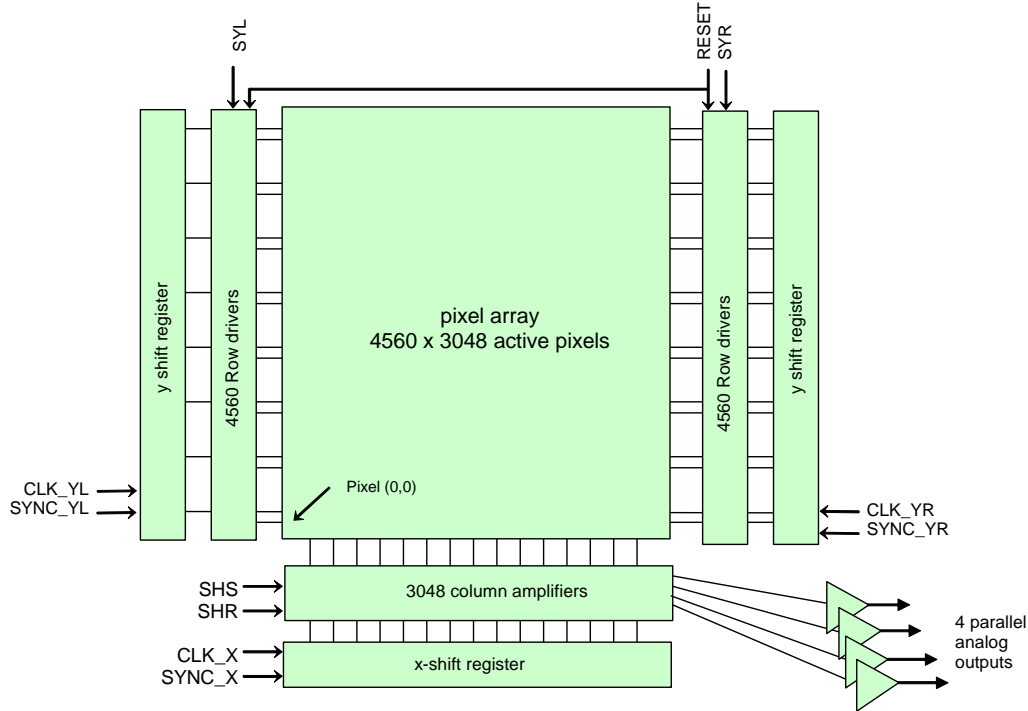 SYL
RESET
SYR
y shift register
4560 Row drivers
pixel array
4560 x 3048 active pixels
4560 Row drivers
y shift register
Pixel (0,0)
CLK_YL
SYNC_YL
CLK_YR
SYNC_YR
SHS
SHR
3048 column amplifiers
4 parallel
analog
outputs
CLK_X
SYNC_X
x-shift register